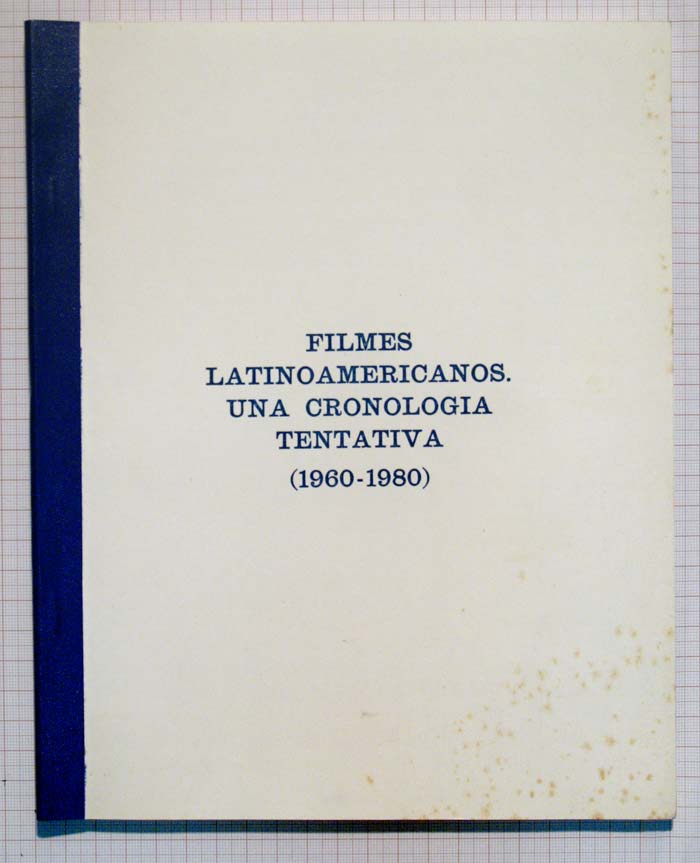 FILMES
LATINOAMERICANOS.
UNA CRONOLOGIA
TENTATIVA
(1960-1980)